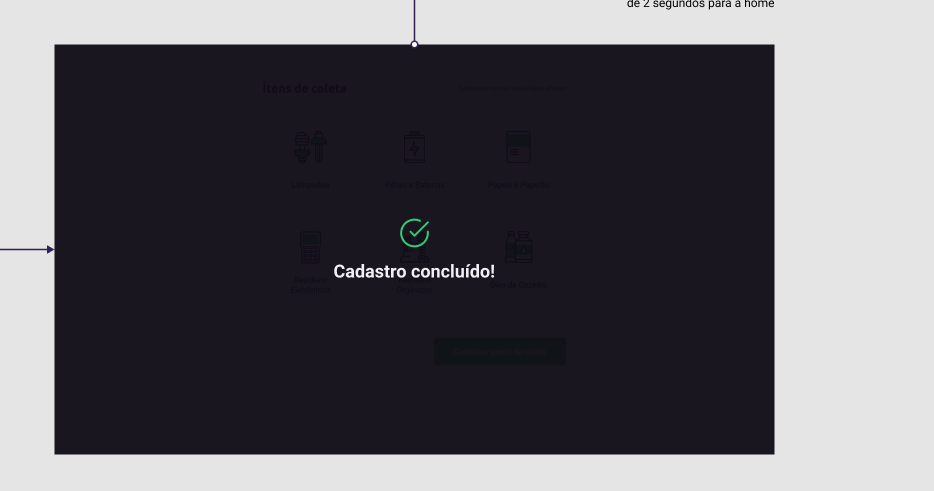 de 2 segundos para a home
Ítens de coleta
Lâmpadas
Pilhas e Baterias
Papéis e Papelão
Resíduos
Eletrônicos
Resíduos
Orgânicos
Óleo de Cozinha
Cadastro concluído!